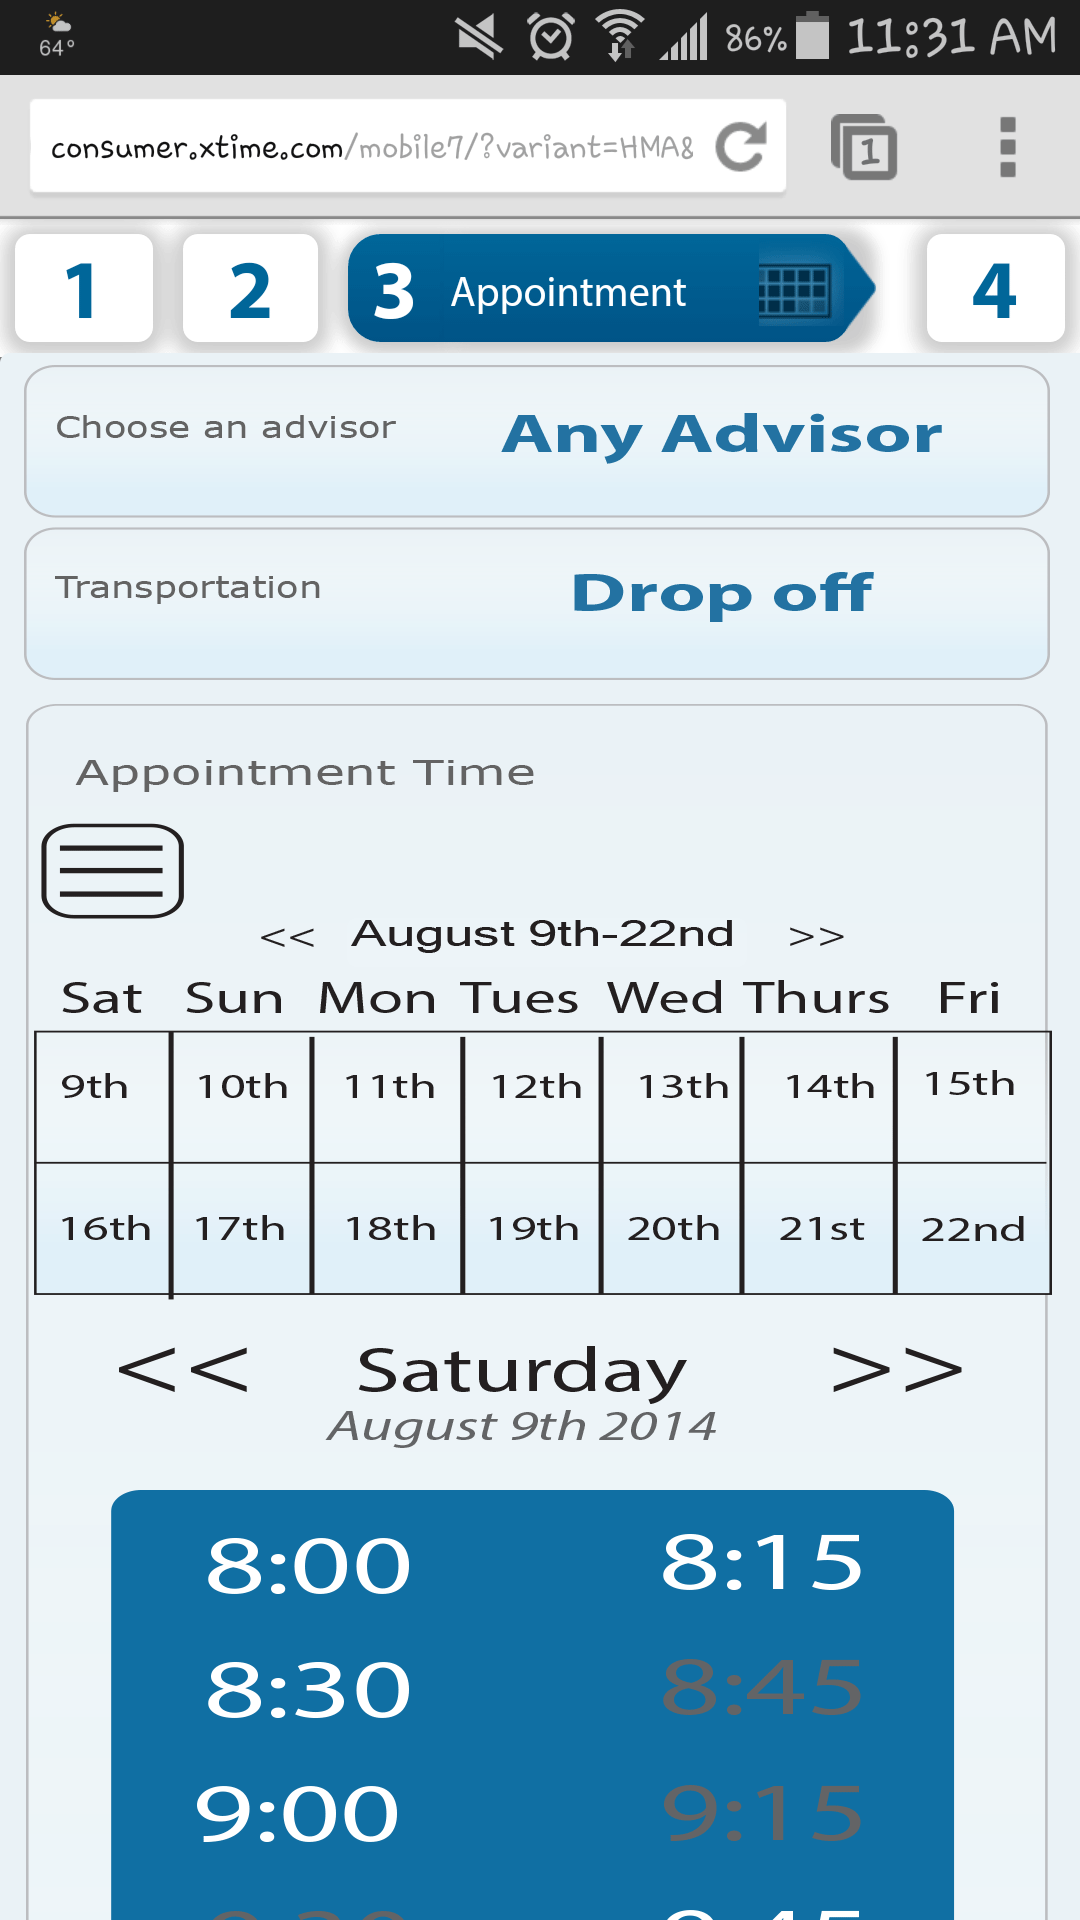 64°
86% 11:31 AM
consumer.xtime.com/mobile7/?variant=HMA&
1
1 2 3 Appointment 4
Choose an advisor Any Advisor
Transportation Drop off
Appointment Time
<< August 9th-22nd >>
Sat Sun Mon Tues Wed Thurs Fri
9th 10th 11th 12th 13th 14th 15th
16th 17th 18th 19th 20th 21st 22nd
<< Saturday >>
August 9th 2014
8:00 8:15
8:30 8:45
9:00 9:15